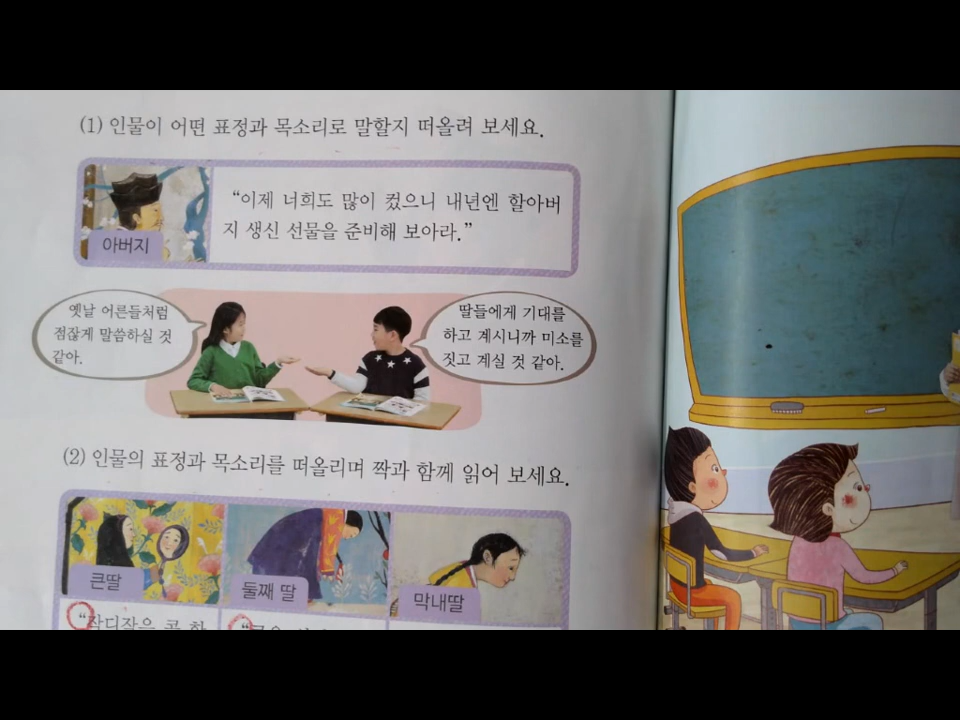 (1) 인물이 어떤 표정과 목소리로 말할지 떠올려 보세요.
아버지
“이제 너희도 많이 컸으니 내년엔 할아버
지 생신 선물을 준비해 보아라.”
옛날 어른들처럼
점잖게 말씀하실 것
같아.
딸들에게 기대를
하고 계시니까 미소를
짓고 계실 것 같아.
(2) 인물의 표정과 목소리를 떠올리며 짝과 함께 읽어 보세요.
큰딸
둘째 딸
막내딸